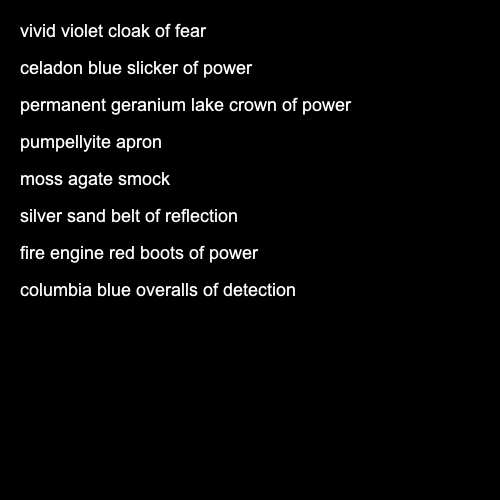 vivid violet cloak of fear
celadon blue slicker of power
permanent geranium lake crown of power
pumpellyite apron
moss agate smock
silver sand belt of reflection
fire engine red boots of power
columbia blue overalls of detection